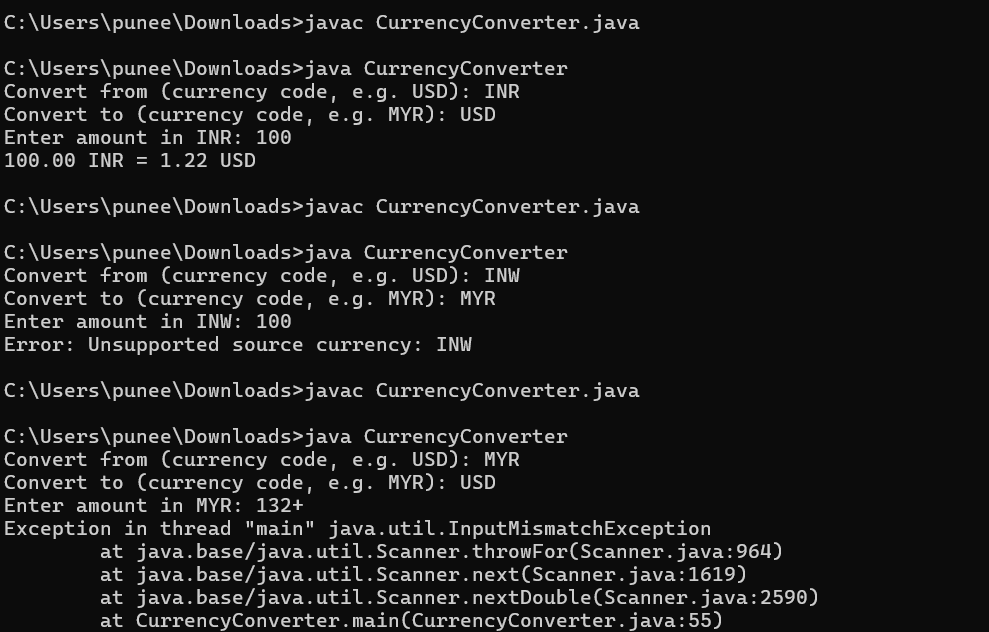 C:\Users\punee\Downloads>javac CurrencyConverter.java
C:\Users\punee\Downloads>java CurrencyConverter
Convert from (currency code, e.g. USD): INR
Convert to (currency code, e.g. MYR): USD
Enter amount in INR: 100
100.00 INR = 1.22 USD
C:\Users\punee\Downloads>javac CurrencyConverter.java
C:\Users\punee\Downloads>java CurrencyConverter
Convert from (currency code, e.g. USD): INW
Convert to (currency code, e.g. MYR): MYR
Enter amount in INW: 100
Error: Unsupported source currency: INW
C:\Users\punee\Downloads>javac CurrencyConverter.java
C:\Users\punee\Downloads>java CurrencyConverter
Convert from (currency code, e.g. USD): MYR
Convert to (currency code, e.g. MYR): USD
Enter amount in MYR: 132+
Exception in thread "main" java.util.InputMismatchException
        at java.base/java.util.Scanner.throwFor(Scanner.java:964)
        at java.base/java.util.Scanner.next(Scanner.java:1619)
        at java.base/java.util.Scanner.nextDouble(Scanner.java:2590)
        at CurrencyConverter.main(CurrencyConverter.java:55)